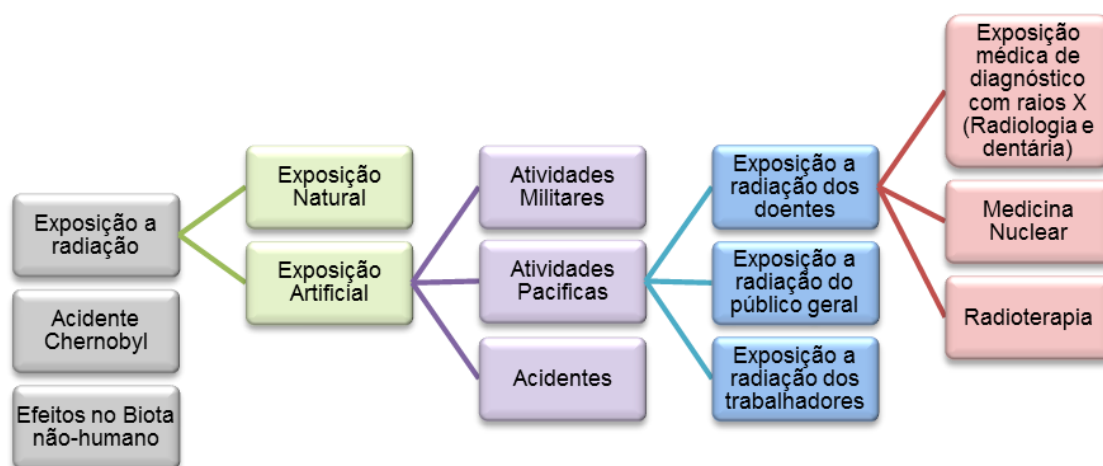 Exposição a
radiação
Acidente
Chernobyl
Efeitos no Biota
não-humano
Exposição
Natural
Exposição
Artificial
Atividades
Militares
Atividades
Pacificas
Acidentes
Exposição a
radiação dos
doentes
Exposição a
radiação do
público geral
Exposição a
radiação dos
trabalhadores
Exposição
médica de
diagnóstico
com raios X
(Radiologia e
dentária)
Medicina
Nuclear
Radioterapia